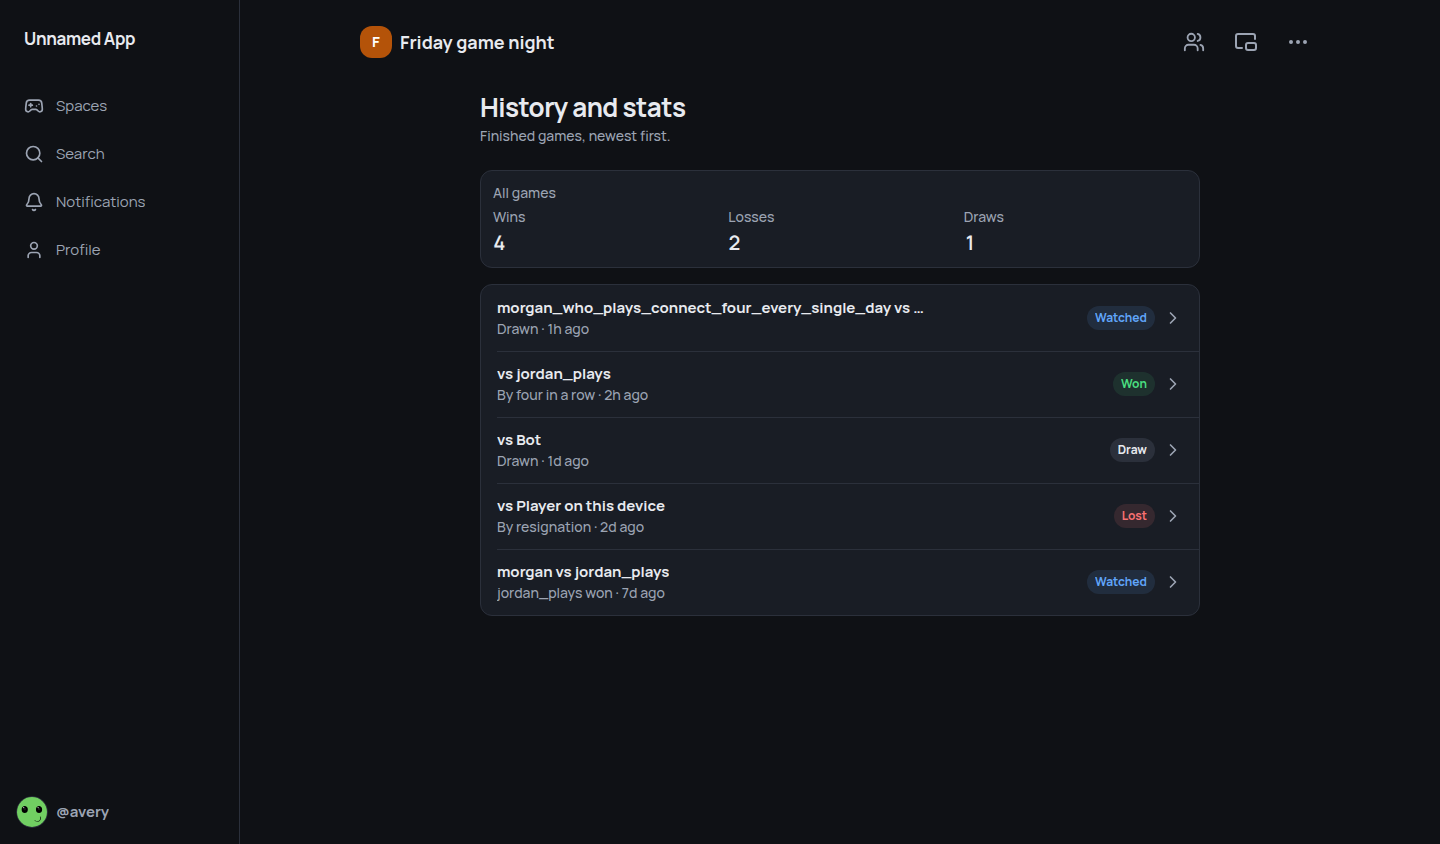 Unnamed App
Spaces
Search
Notifications
Profile
@avery
F Friday game night
History and stats
Finished games, newest first.
All games
Wins Losses Draws
4 2 1
morgan_who_plays_connect_four_every_single_day vs ... Watched
Drawn · 1h ago
vs jordan_plays Won
By four in a row · 2h ago
vs Bot Draw
Drawn · 1d ago
vs Player on this device Lost
By resignation · 2d ago
morgan vs jordan_plays Watched
jordan_plays won · 7d ago